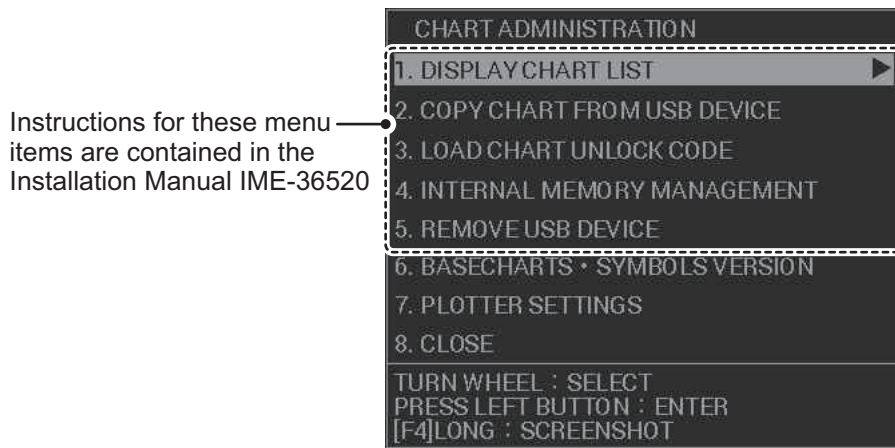 CHART ADMINISTRATION
1. DISPLAY CHART LIST
2. COPY CHART FROM USB DEVICE
3. LOAD CHART UNLOCK CODE
4. INTERNAL MEMORY MANAGEMENT
5. REMOVE USB DEVICE
6. BASECHARTS・SYMBOLS VERSION
7. PLOTTER SETTINGS
8. CLOSE
TURN WHEEL : SELECT
PRESS LEFT BUTTON : ENTER
[F4]LONG : SCREENSHOT
Instructions for these menu
items are contained in the
Installation Manual IME-36520